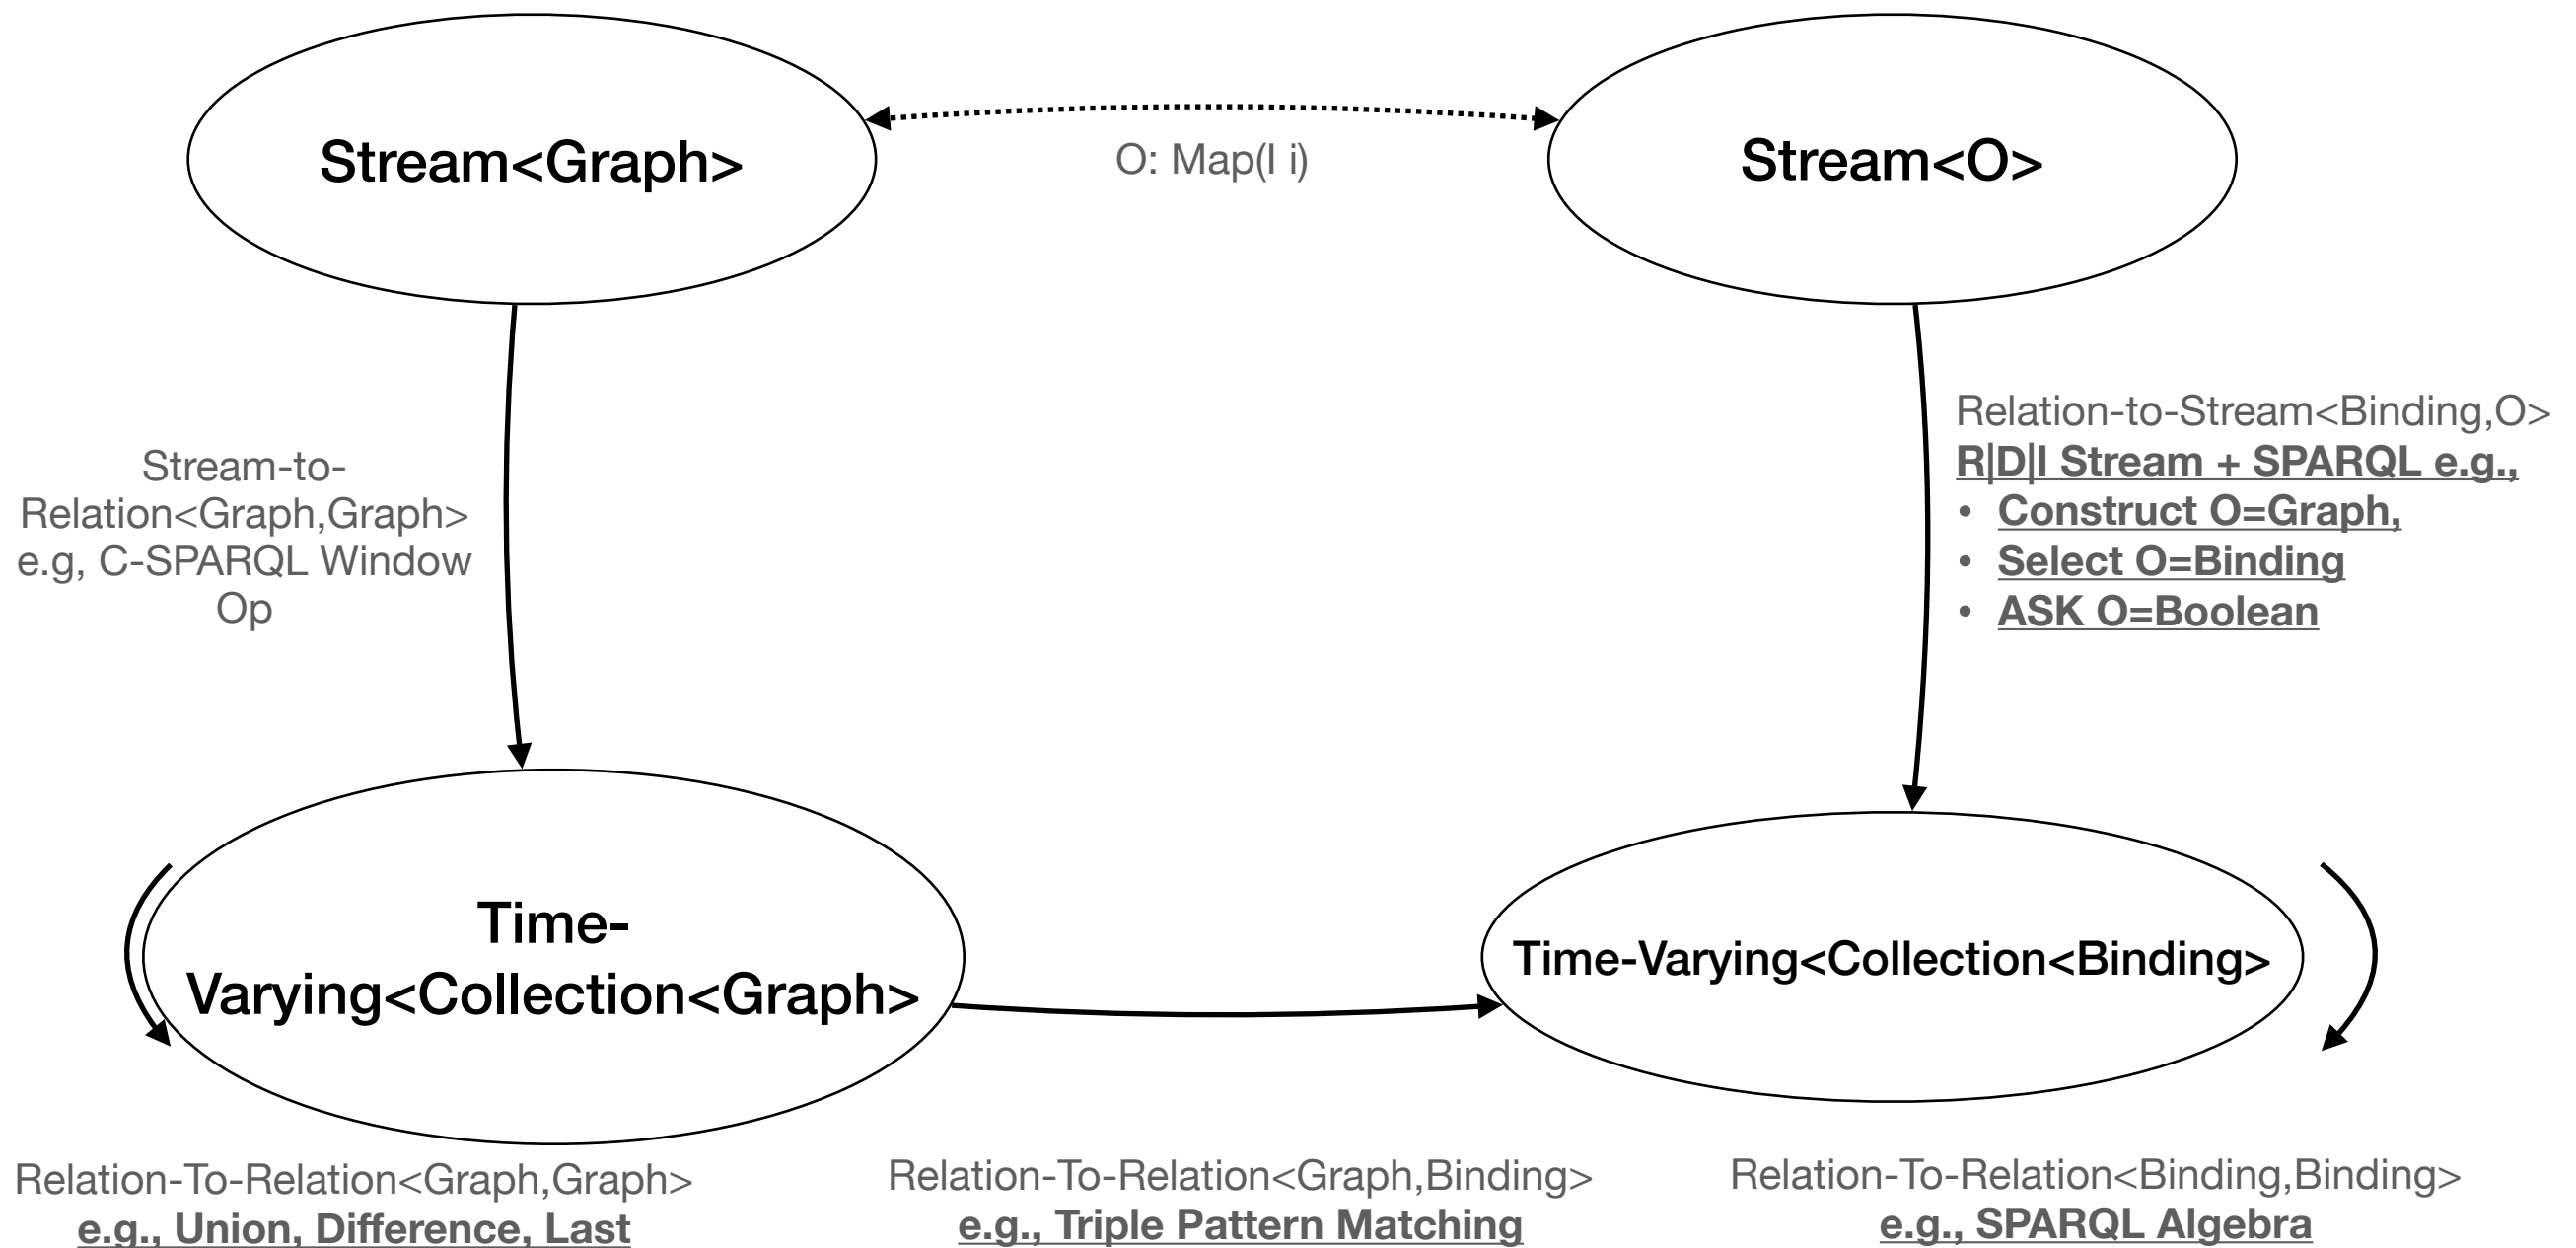 Stream<Graph>
O: Map(I i)
Stream<O>
Stream-to-
Relation<Graph,Graph>
e.g, C-SPARQL Window
Op
Relation-to-Stream<Binding,O>
R|D|I Stream + SPARQL e.g.,
• Construct O=Graph,
• Select O=Binding
• ASK O=Boolean
Time-
Varying<Collection<Graph>
Time-Varying<Collection<Binding>
Relation-To-Relation<Graph,Graph>
e.g., Union, Difference, Last
Relation-To-Relation<Graph,Binding>
e.g., Triple Pattern Matching
Relation-To-Relation<Binding,Binding>
e.g., SPARQL Algebra